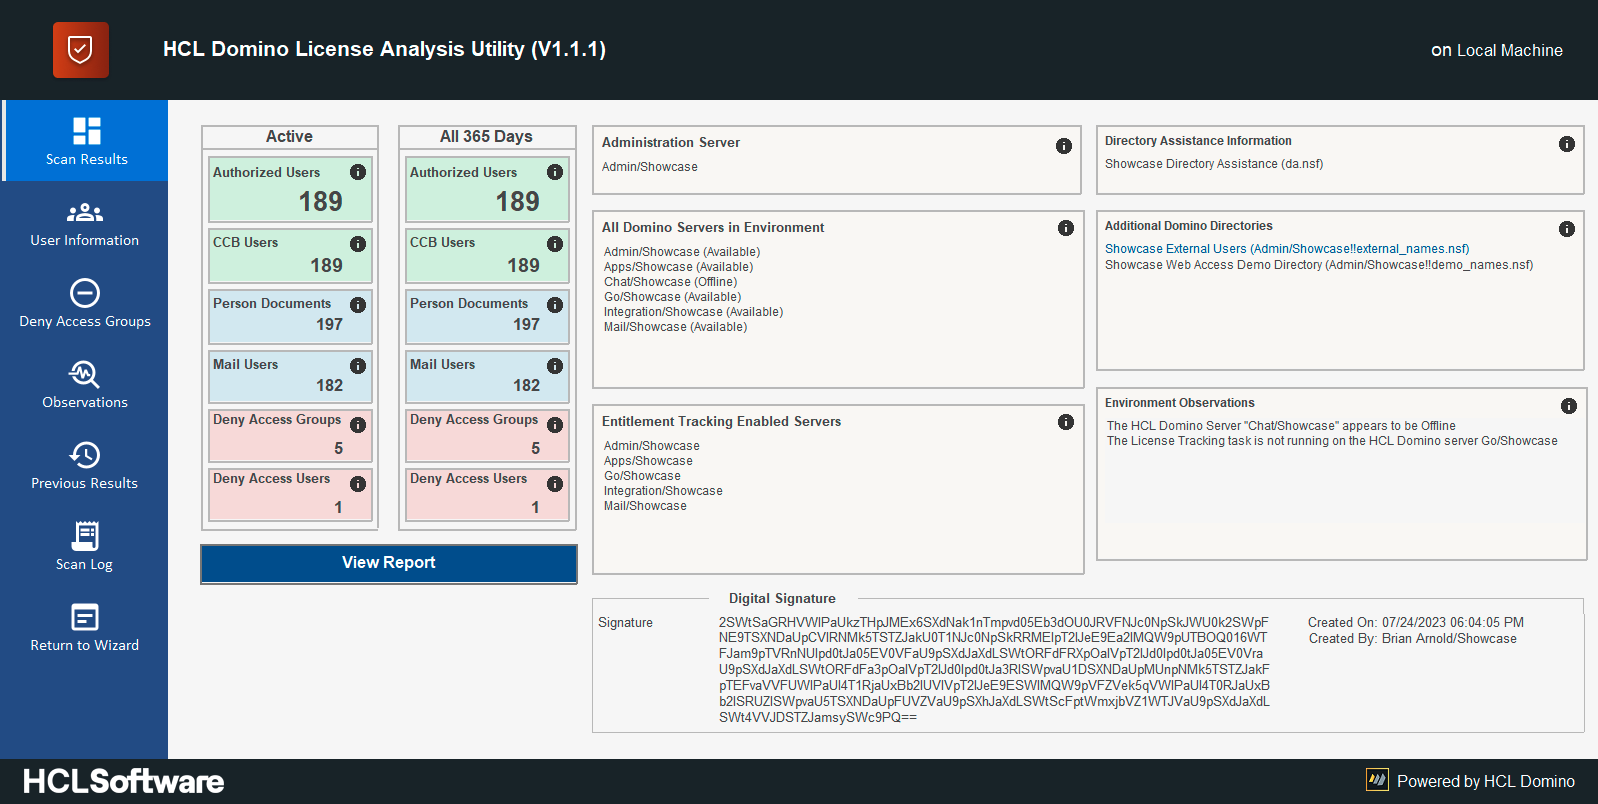 HCL Domino License Analysis Utility (V1.1.1)
on Local Machine
Scan Results
User Information
Deny Access Groups
Observations
Previous Results
Scan Log
Return to Wizard
Active
Authorized Users
189
CCB Users
189
Person Documents
197
Mail Users
182
Deny Access Groups
5
Deny Access Users
1
All 365 Days
Authorized Users
189
CCB Users
189
Person Documents
197
Mail Users
182
Deny Access Groups
5
Deny Access Users
1
View Report
Administration Server
Admin/Showcase
All Domino Servers in Environment
Admin/Showcase (Available)
Apps/Showcase (Available)
Chat/Showcase (Offline)
Go/Showcase (Available)
Integration/Showcase (Available)
Mail/Showcase (Available)
Entitlement Tracking Enabled Servers
Admin/Showcase
Apps/Showcase
Go/Showcase
Integration/Showcase
Mail/Showcase
Directory Assistance Information
Showcase Directory Assistance (da.nsf)
Additional Domino Directories
Showcase External Users (Admin/Showcase!!external_names.nsf)
Showcase Web Access Demo Directory (Admin/Showcase!!demo_names.nsf)
Environment Observations
The HCL Domino Server "Chat/Showcase" appears to be Offline
The License Tracking task is not running on the HCL Domino server Go/Showcase
Digital Signature
Signature
Created On: 07/24/2023 06:04:05 PM
Created By: Brian Arnold/Showcase
HCLSoftware
Powered by HCL Domino